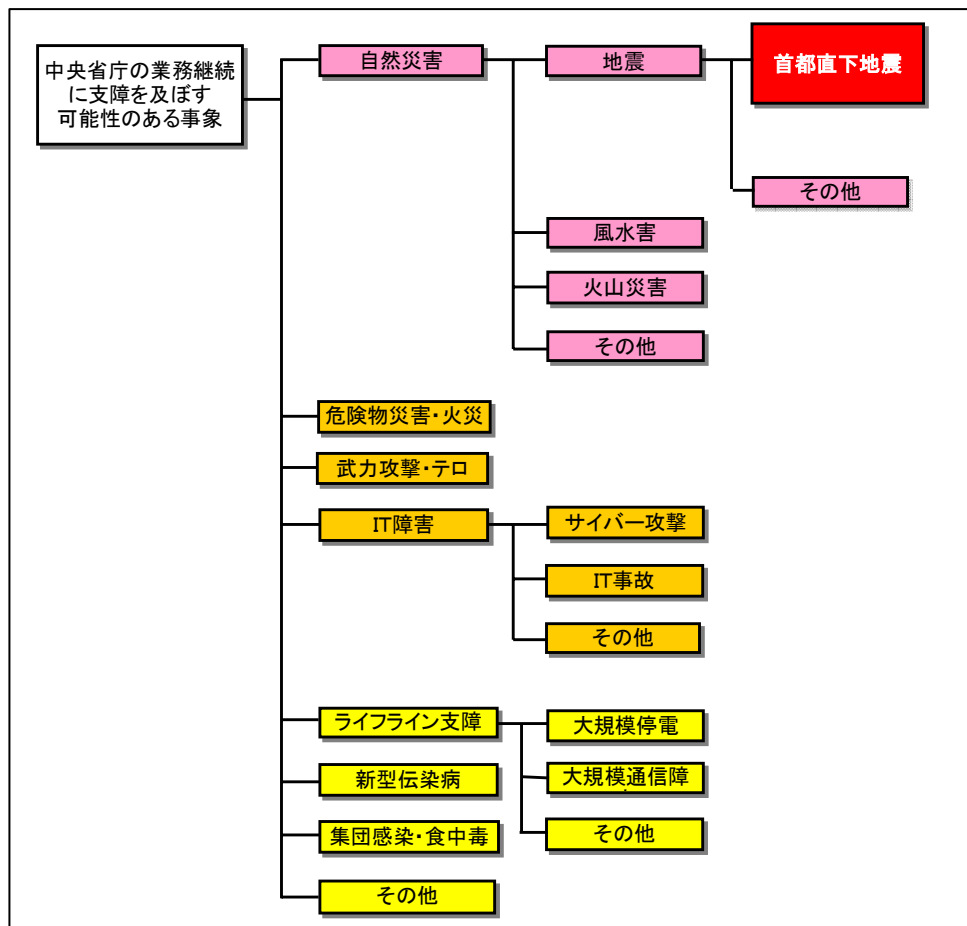 中央省庁の業務継続
に支障を及ぼす
可能性のある事象
自然災害
地震
首都直下地震
その他
風水害
火山災害
その他
危険物災害・火災
武力攻撃・テロ
IT障害
サイバー攻撃
IT事故
その他
ライフライン支障
大規模停電
新型伝染病
大規模通信障
集団感染・食中毒
その他
その他